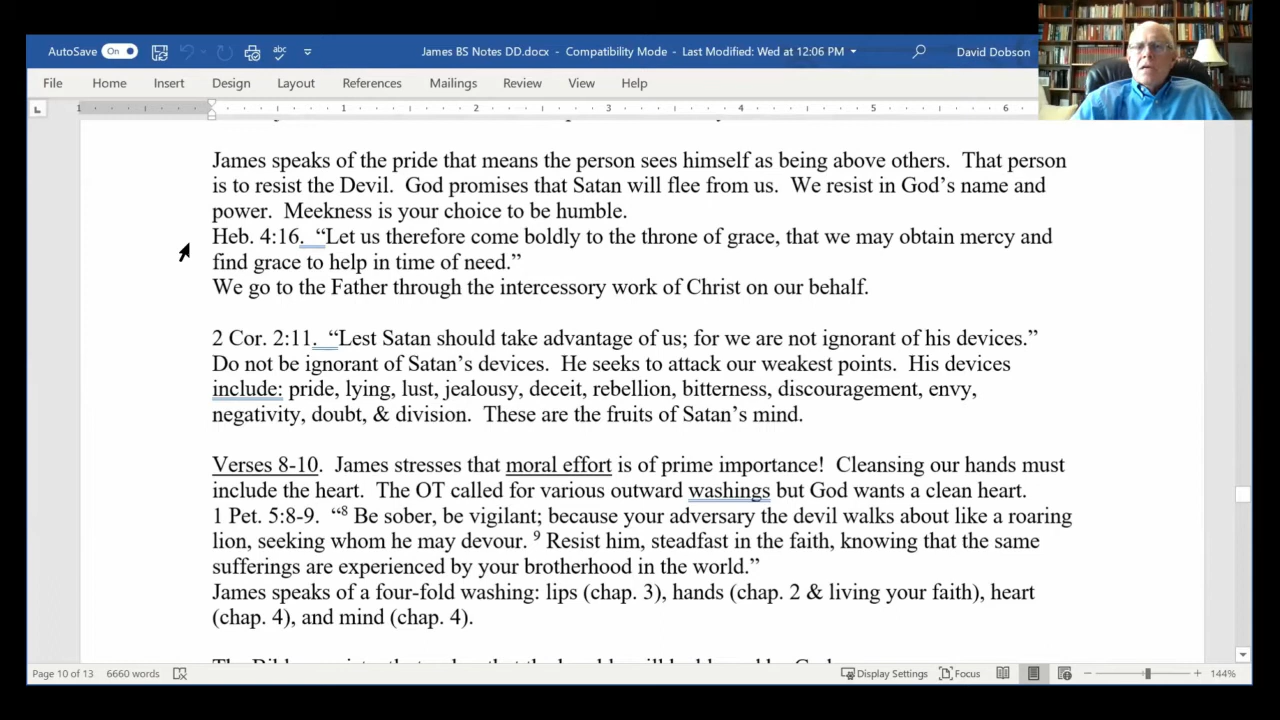 AutoSave On James BS Notes DD.docx - Compatibility Mode - Last Modified: Wed at 12:06 PM David Dobson
File Home Insert Design Layout References Mailings Review View Help
1 1 2 3 4 5 6
James speaks of the pride that means the person sees himself as being above others.  That person
is to resist the Devil.  God promises that Satan will flee from us.  We resist in God’s name and
power.  Meekness is your choice to be humble.
Heb. 4:16.  “Let us therefore come boldly to the throne of grace, that we may obtain mercy and
find grace to help in time of need.”
We go to the Father through the intercessory work of Christ on our behalf.
2 Cor. 2:11.  “Lest Satan should take advantage of us; for we are not ignorant of his devices.”
Do not be ignorant of Satan’s devices.  He seeks to attack our weakest points.  His devices
include: pride, lying, lust, jealousy, deceit, rebellion, bitterness, discouragement, envy,
negativity, doubt, & division.  These are the fruits of Satan’s mind.
Verses 8-10.  James stresses that moral effort is of prime importance!  Cleansing our hands must
include the heart.  The OT called for various outward washings but God wants a clean heart.
1 Pet. 5:8-9.  “8 Be sober, be vigilant; because your adversary the devil walks about like a roaring
lion, seeking whom he may devour. 9 Resist him, steadfast in the faith, knowing that the same
sufferings are experienced by your brotherhood in the world.”
James speaks of a four-fold washing: lips (chap. 3), hands (chap. 2 & living your faith), heart
(chap. 4), and mind (chap. 4).
Page 10 of 13 6660 words Display Settings Focus 144%